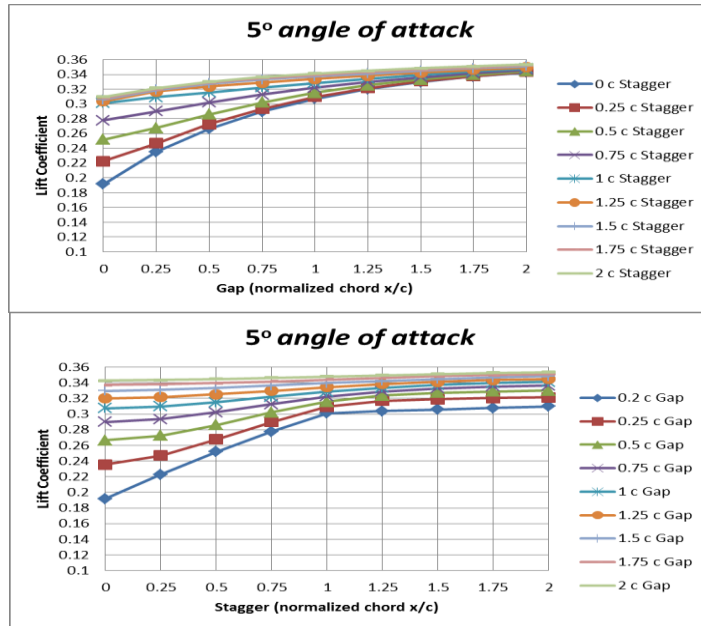 5° angle of attack
Lift Coefficient
0.36
0.34
0.32
0.3
0.28
0.26
0.24
0.22
0.2
0.18
0.16
0.14
0.12
0.1
0 0.25 0.5 0.75 1 1.25 1.5 1.75 2
Gap (normalized chord x/c)
0 c Stagger
0.25 c Stagger
0.5 c Stagger
0.75 c Stagger
1 c Stagger
1.25 c Stagger
1.5 c Stagger
1.75 c Stagger
2 c Stagger
5° angle of attack
Lift Coefficient
0.36
0.34
0.32
0.3
0.28
0.26
0.24
0.22
0.2
0.18
0.16
0.14
0.12
0.1
0 0.25 0.5 0.75 1 1.25 1.5 1.75 2
Stagger (normalized chord x/c)
0.2 c Gap
0.25 c Gap
0.5 c Gap
0.75 c Gap
1 c Gap
1.25 c Gap
1.5 c Gap
1.75 c Gap
2 c Gap